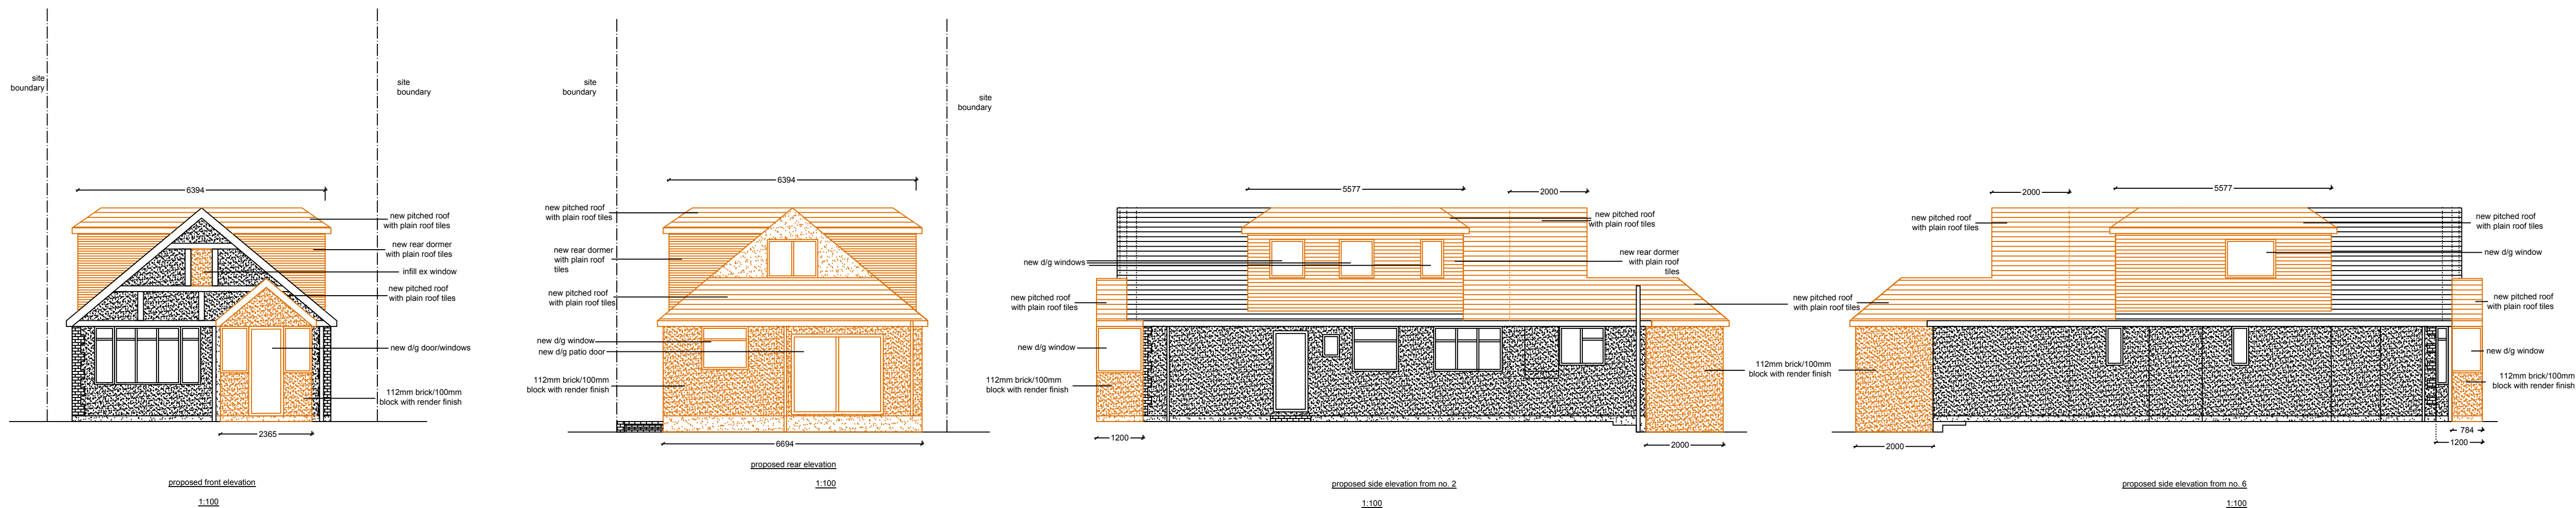 site
boundary
site
boundary
6394
new pitched roof
with plain roof tiles
new rear dormer
with plain roof tiles
infill ex window
new pitched roof
with plain roof tiles
new d/g door/windows
112mm brick/100mm
block with render finish
2365
proposed front elevation
1:100
site
boundary
site
boundary
6394
new pitched roof
with plain roof tiles
new rear dormer
with plain roof
tiles
new pitched roof
with plain roof tiles
new d/g window
new d/g patio door
112mm brick/100mm
block with render finish
6694
proposed rear elevation
1:100
5577
2000
new pitched roof
with plain roof tiles
new d/g windows
new rear dormer
with plain roof
tiles
new pitched roof
with plain roof tiles
new d/g window
112mm brick/100mm
block with render finish
new pitched roof
with plain roof tiles
112mm brick/100mm
block with render finish
1200
2000
proposed side elevation from no. 2
1:100
2000
5577
new pitched roof
with plain roof tiles
new pitched roof
with plain roof tiles
new d/g window
new pitched roof
with plain roof tiles
new d/g window
112mm brick/100mm
block with render finish
784
1200
2000
proposed side elevation from no. 6
1:100